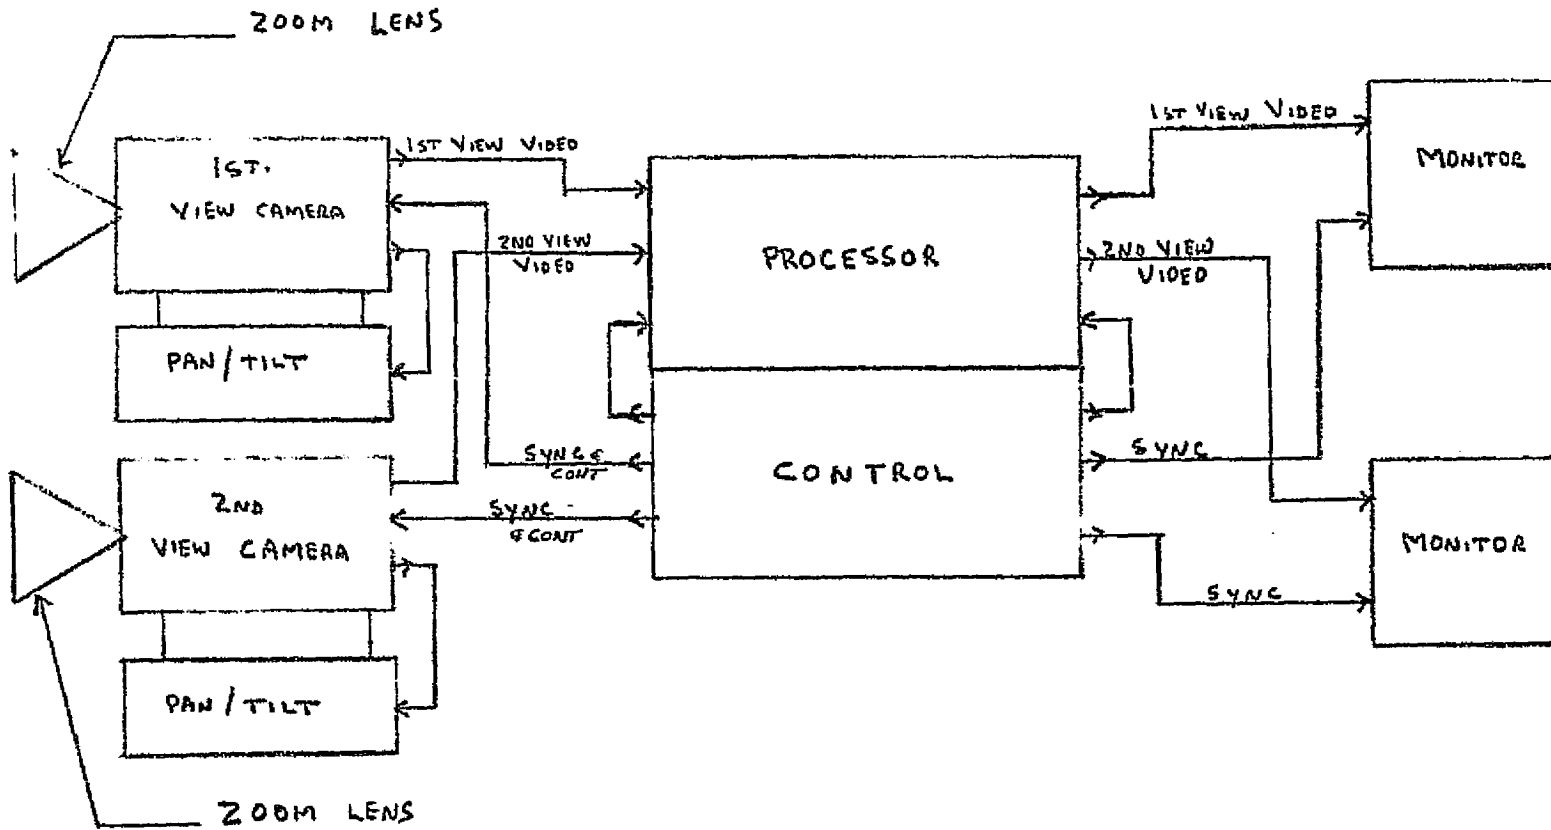 ZOOM LENS
1ST VIEW VIDEO
1ST.
VIEW CAMERA
1ST VIEW VIDEO
MONITOR
2ND VIEW
VIDEO
PROCESSOR
2ND VIEW
VIDEO
PAN/TILT
SYNC &
CONT
CONTROL
SYNC
2ND
VIEW CAMERA
SYNC
& CONT
MONITOR
SYNC
PAN/TILT
ZOOM LENS